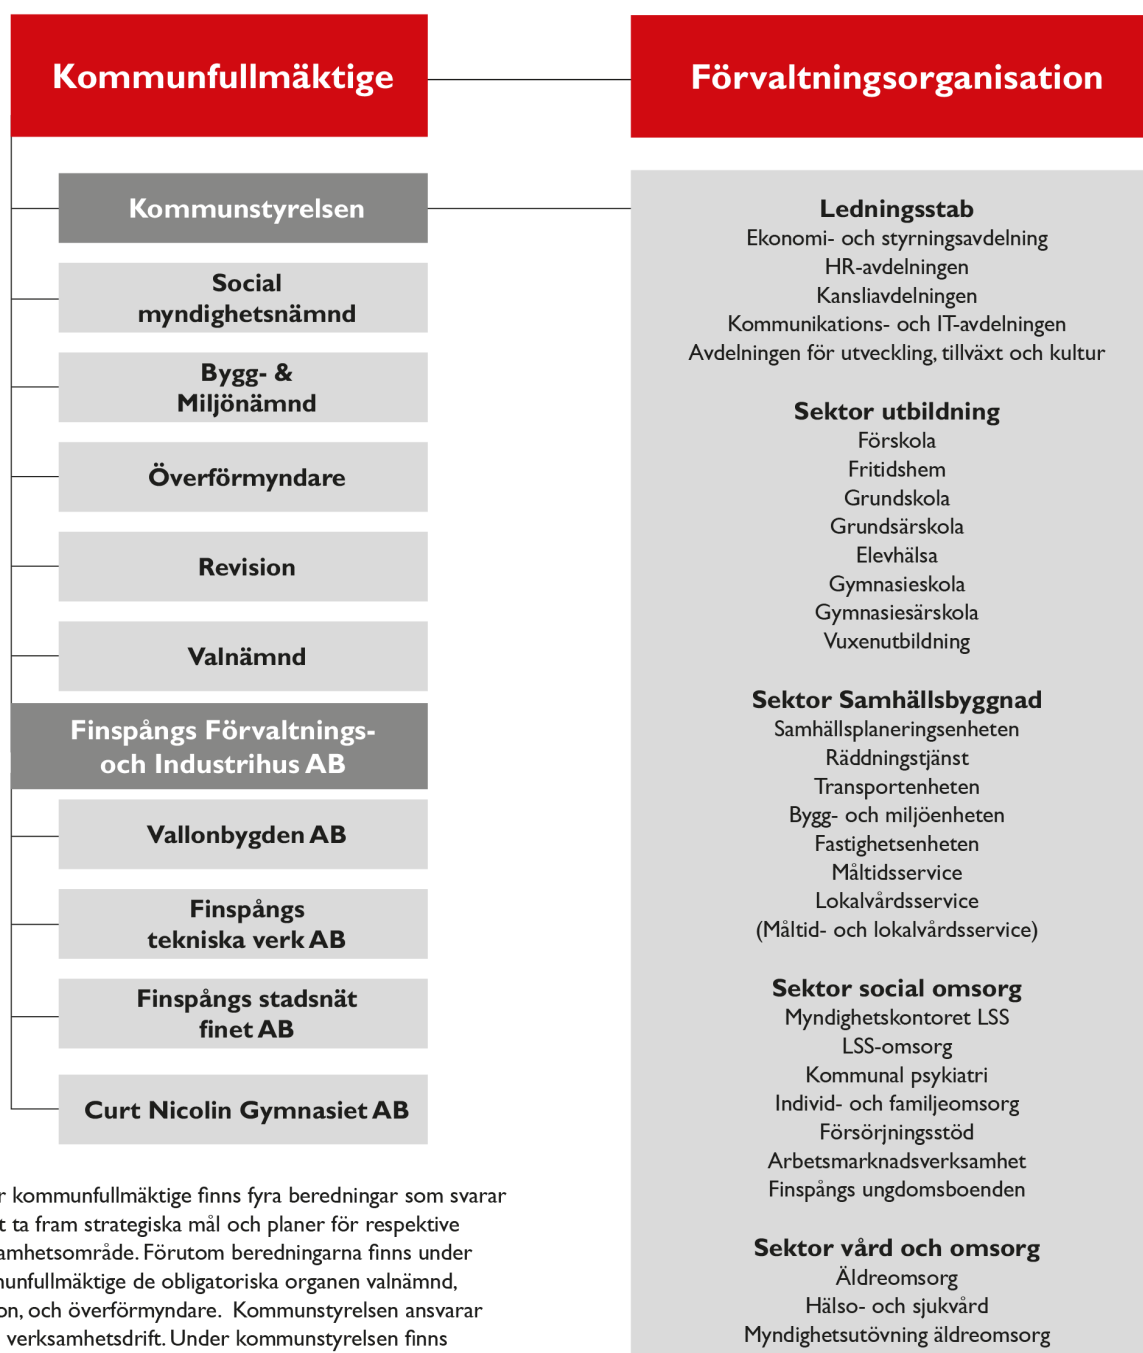 Kommunfullmäktige
Kommunstyrelsen
Social
myndighetsnämnd
Bygg- &
Miljönämnd
Överförmyndare
Revision
Valnämnd
Finspångs Förvaltnings-
och Industrihus AB
Vallonbygden AB
Finspångs
tekniska verk AB
Finspångs stadsnät
finet AB
Curt Nicolin Gymnasiet AB
kommunfullmäktige finns fyra beredningar som svarar
ta fram strategiska mål och planer för respektive
amhetsområde. Förutom beredningarna finns under
unfullmäktige de obligatoriska organen valnämnd,
on, och överförmyndare. Kommunstyrelsen ansvarar
verksamhetsdrift. Under kommunstyrelsen finns
Förvaltningsorganisation
Ledningsstab
Ekonomi- och styrningsavdelning
HR-avdelningen
Kansliavdelningen
Kommunikations- och IT-avdelningen
Avdelningen för utveckling, tillväxt och kultur
Sektor utbildning
Förskola
Fritidshem
Grundskola
Grundsärskola
Elevhälsa
Gymnasieskola
Gymnasiesärskola
Vuxenutbildning
Sektor Samhällsbyggnad
Samhällsplaneringsenheten
Räddningstjänst
Transportenheten
Bygg- och miljöenheten
Fastighetsenheten
Måltidsservice
Lokalvårdsservice
(Måltid- och lokalvårdsservice)
Sektor social omsorg
Myndighetskontoret LSS
LSS-omsorg
Kommunal psykiatri
Individ- och familjeomsorg
Försörjningsstöd
Arbetsmarknadsverksamhet
Finspångs ungdomsboenden
Sektor vård och omsorg
Äldreomsorg
Hälso- och sjukvård
Myndighetsutövning äldreomsorg